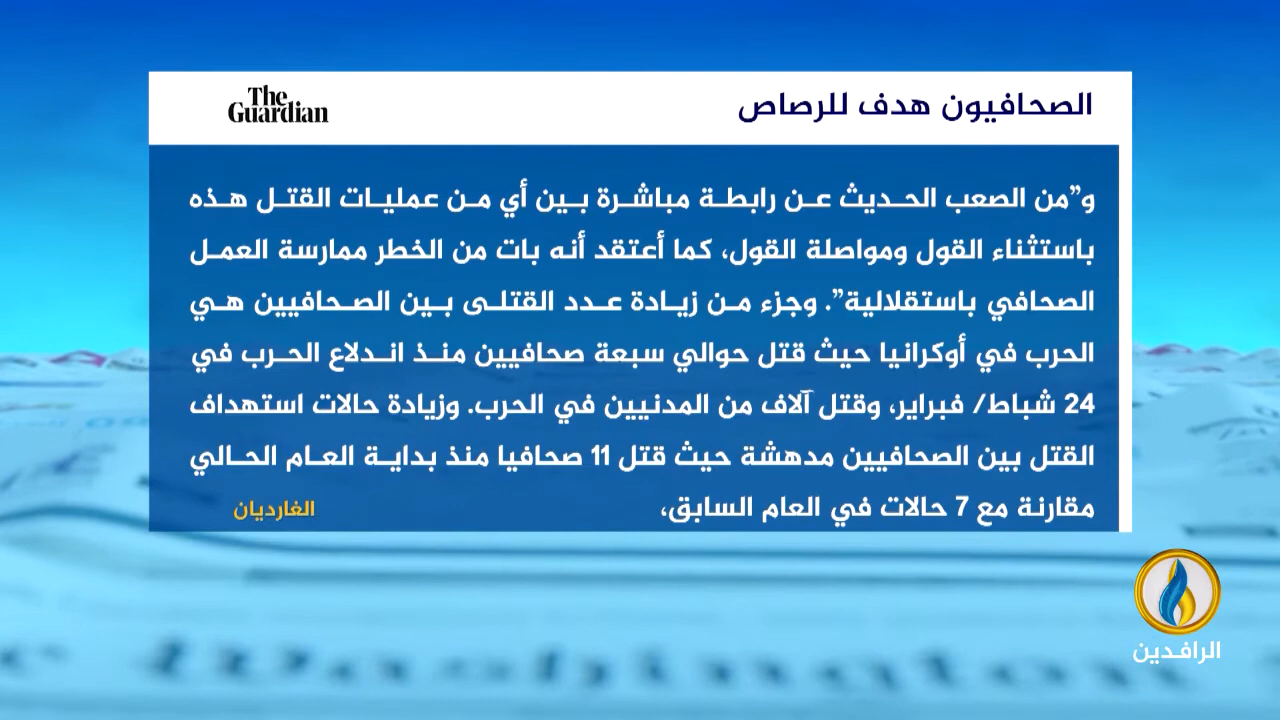 The
Guardian
الصحافيون هدف للرصاص
و"من الصعب الحديث عن رابطة مباشرة بين أي من عمليات القتل هذه
باستثناء القول ومواصلة القول، كما أعتقد أنه بات من الخطر ممارسة العمل
الصحافي باستقلالية". وجزء من زيادة عدد القتلى بين الصحافيين هي
الحرب في أوكرانيا حيث قتل حوالي سبعة صحافيين منذ اندلاع الحرب في
24 شباط/ فبراير، وقتل آلاف من المدنيين في الحرب. وزيادة حالات استهداف
القتل بين الصحافيين مدهشة حيث قتل 11 صحافيا منذ بداية العام الحالي
مقارنة مع 7 حالات في العام السابق،
الغارديان
الرافدين